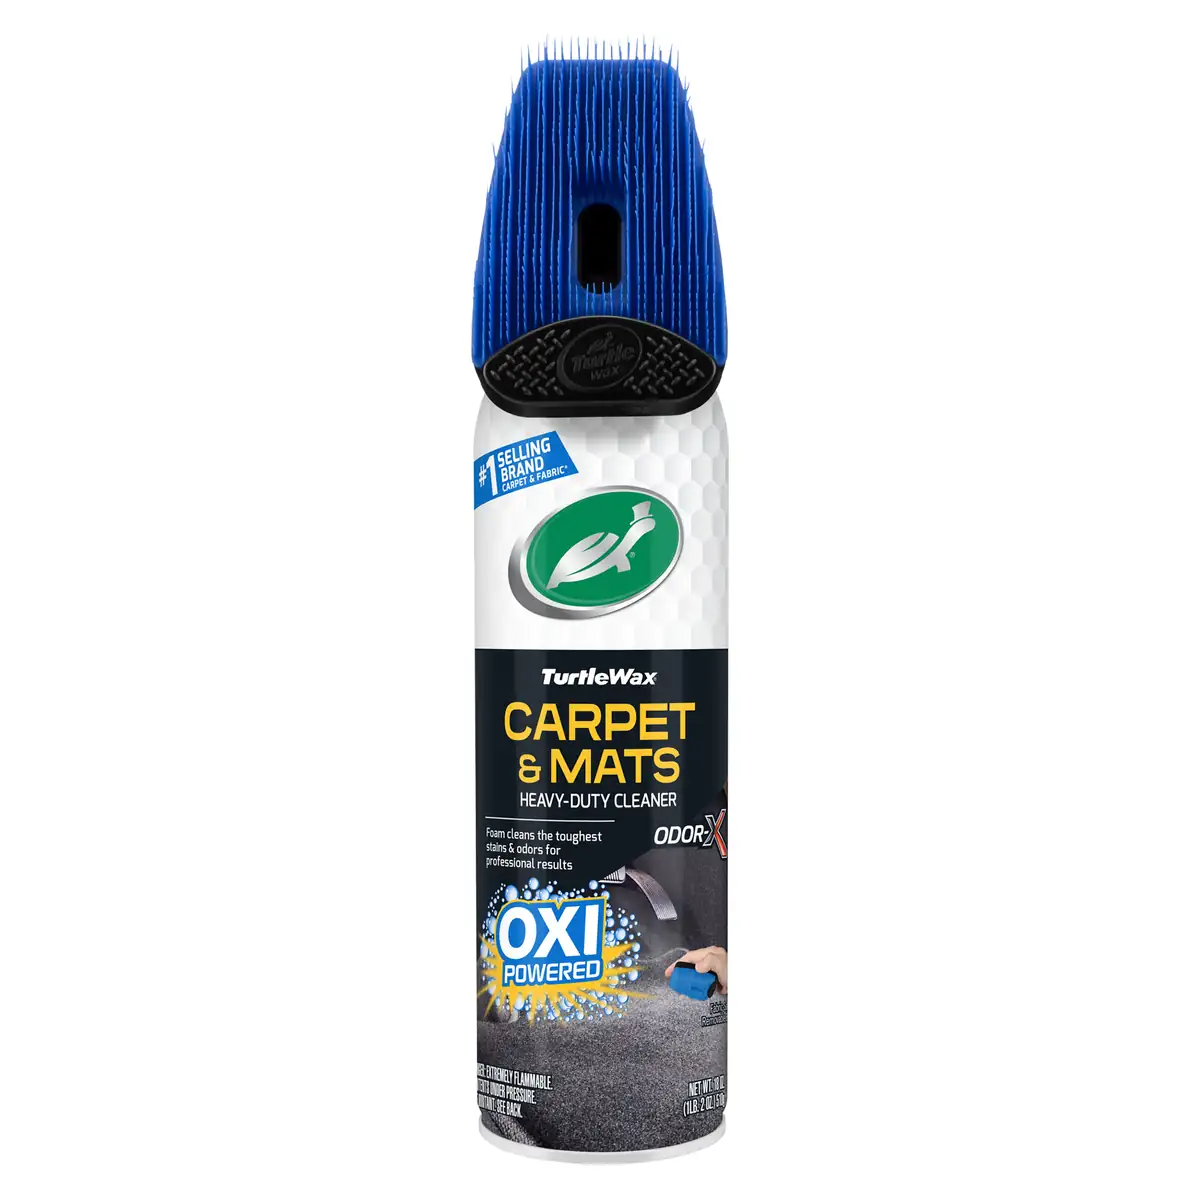 Turtle
Wax
#1 SELLING
BRAND
CARPET & FABRIC*
®
TurtleWax
CARPET
& MATS
HEAVY-DUTY CLEANER
ODOR-X
Foam cleans the toughest
stains & odors for
professional results
OXI
POWERED
EXTREMELY FLAMMABLE.
UNDER PRESSURE.
SEE BACK.
NET WT. 18 OZ.
(1LB. 2 OZ.) 510g